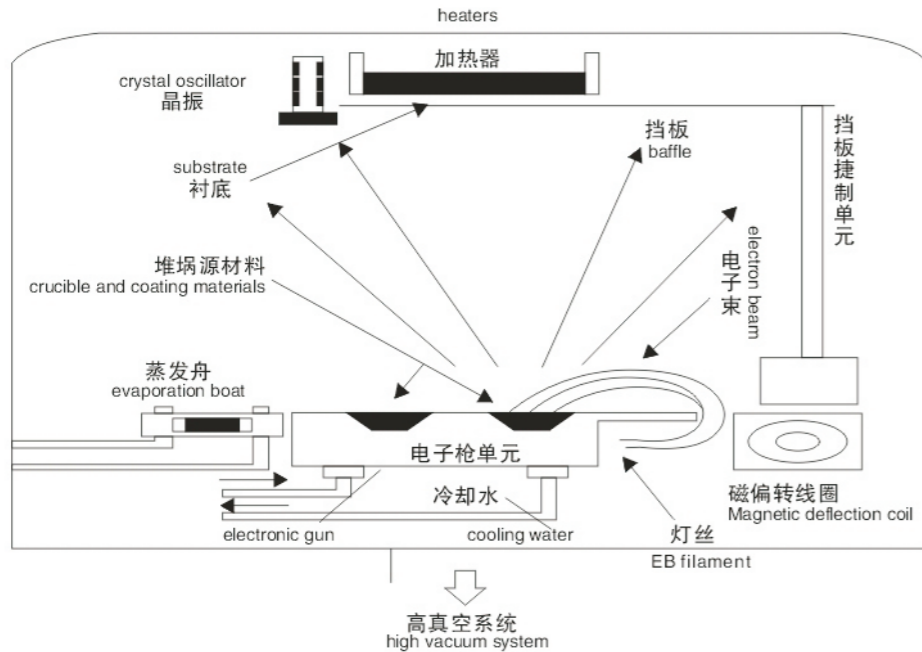 heaters
加热器
crystal oscillator
晶振
挡板
baffle
挡板捷制单元
substrate
衬底
electron beam
电子束
堆埚源材料
crucible and coating materials
蒸发舟
evaporation boat
电子枪单元
冷却水
磁偏转线圈
Magnetic deflection coil
electronic gun
cooling water
灯丝
EB filament
高真空系统
high vacuum system